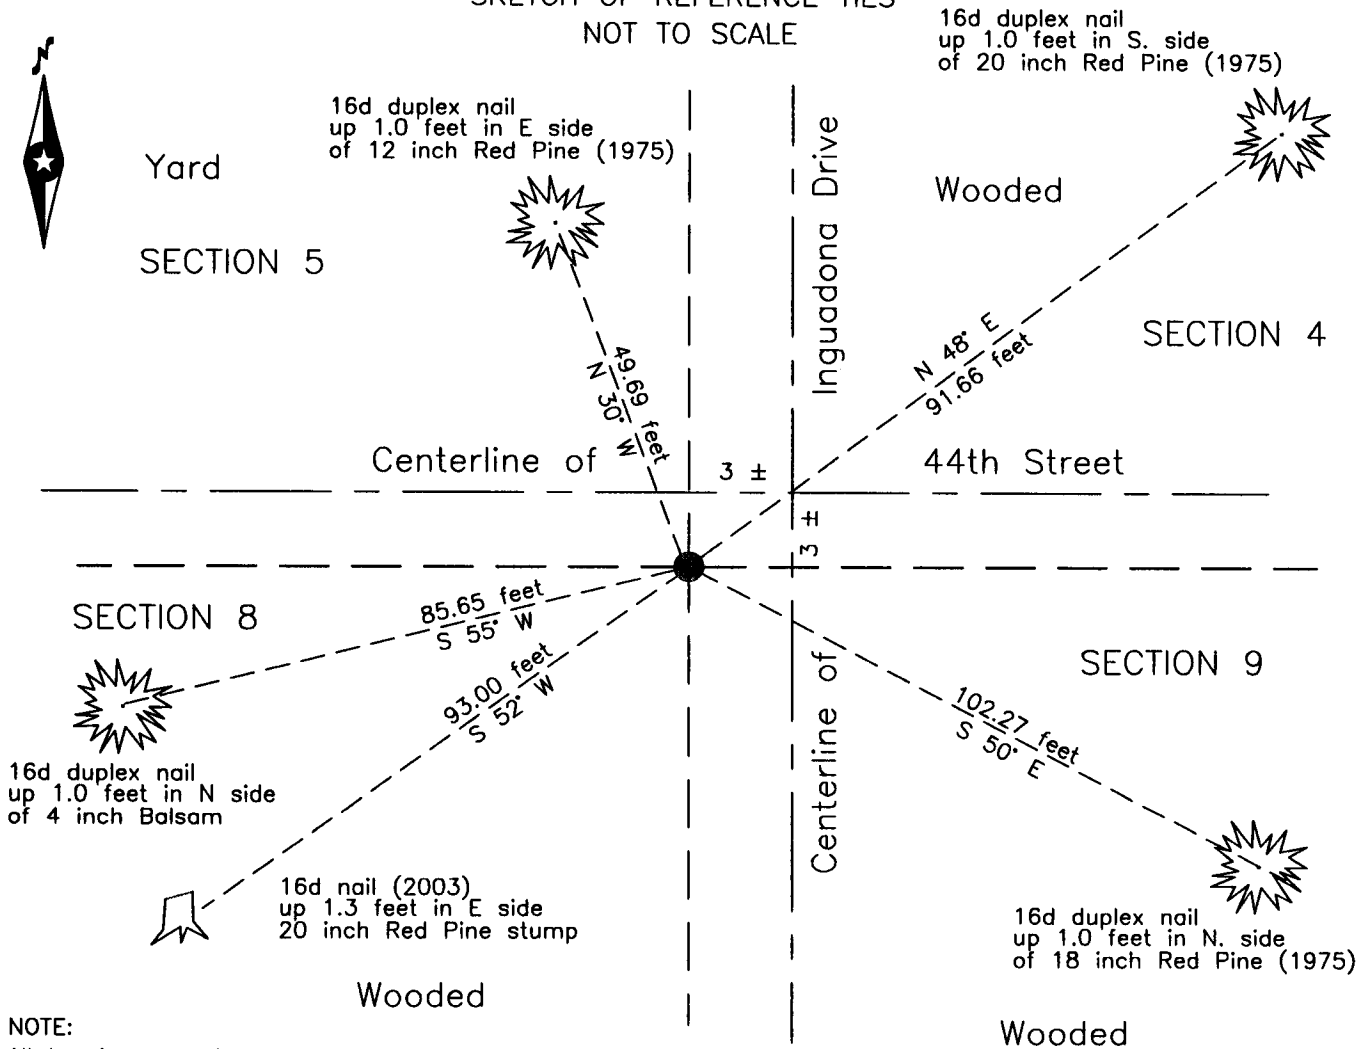 NOT TO SCALE
N
16d duplex nail
up 1.0 feet in S. side
of 20 inch Red Pine (1975)
16d duplex nail
up 1.0 feet in E side
of 12 inch Red Pine (1975)
Yard
SECTION 5
Inguadona Drive
Wooded
SECTION 4
N 48° E
91.66 feet
49.69 feet
N 30° W
Centerline of
3 ±
44th Street
3 ±
SECTION 8
85.65 feet
S 55° W
93.00 feet
S 52° W
Centerline of
SECTION 9
102.27 feet
S 50° E
16d duplex nail
up 1.0 feet in N side
of 4 inch Balsam
16d nail (2003)
up 1.3 feet in E side
20 inch Red Pine stump
16d duplex nail
up 1.0 feet in N. side
of 18 inch Red Pine (1975)
Wooded
Wooded
NOTE: